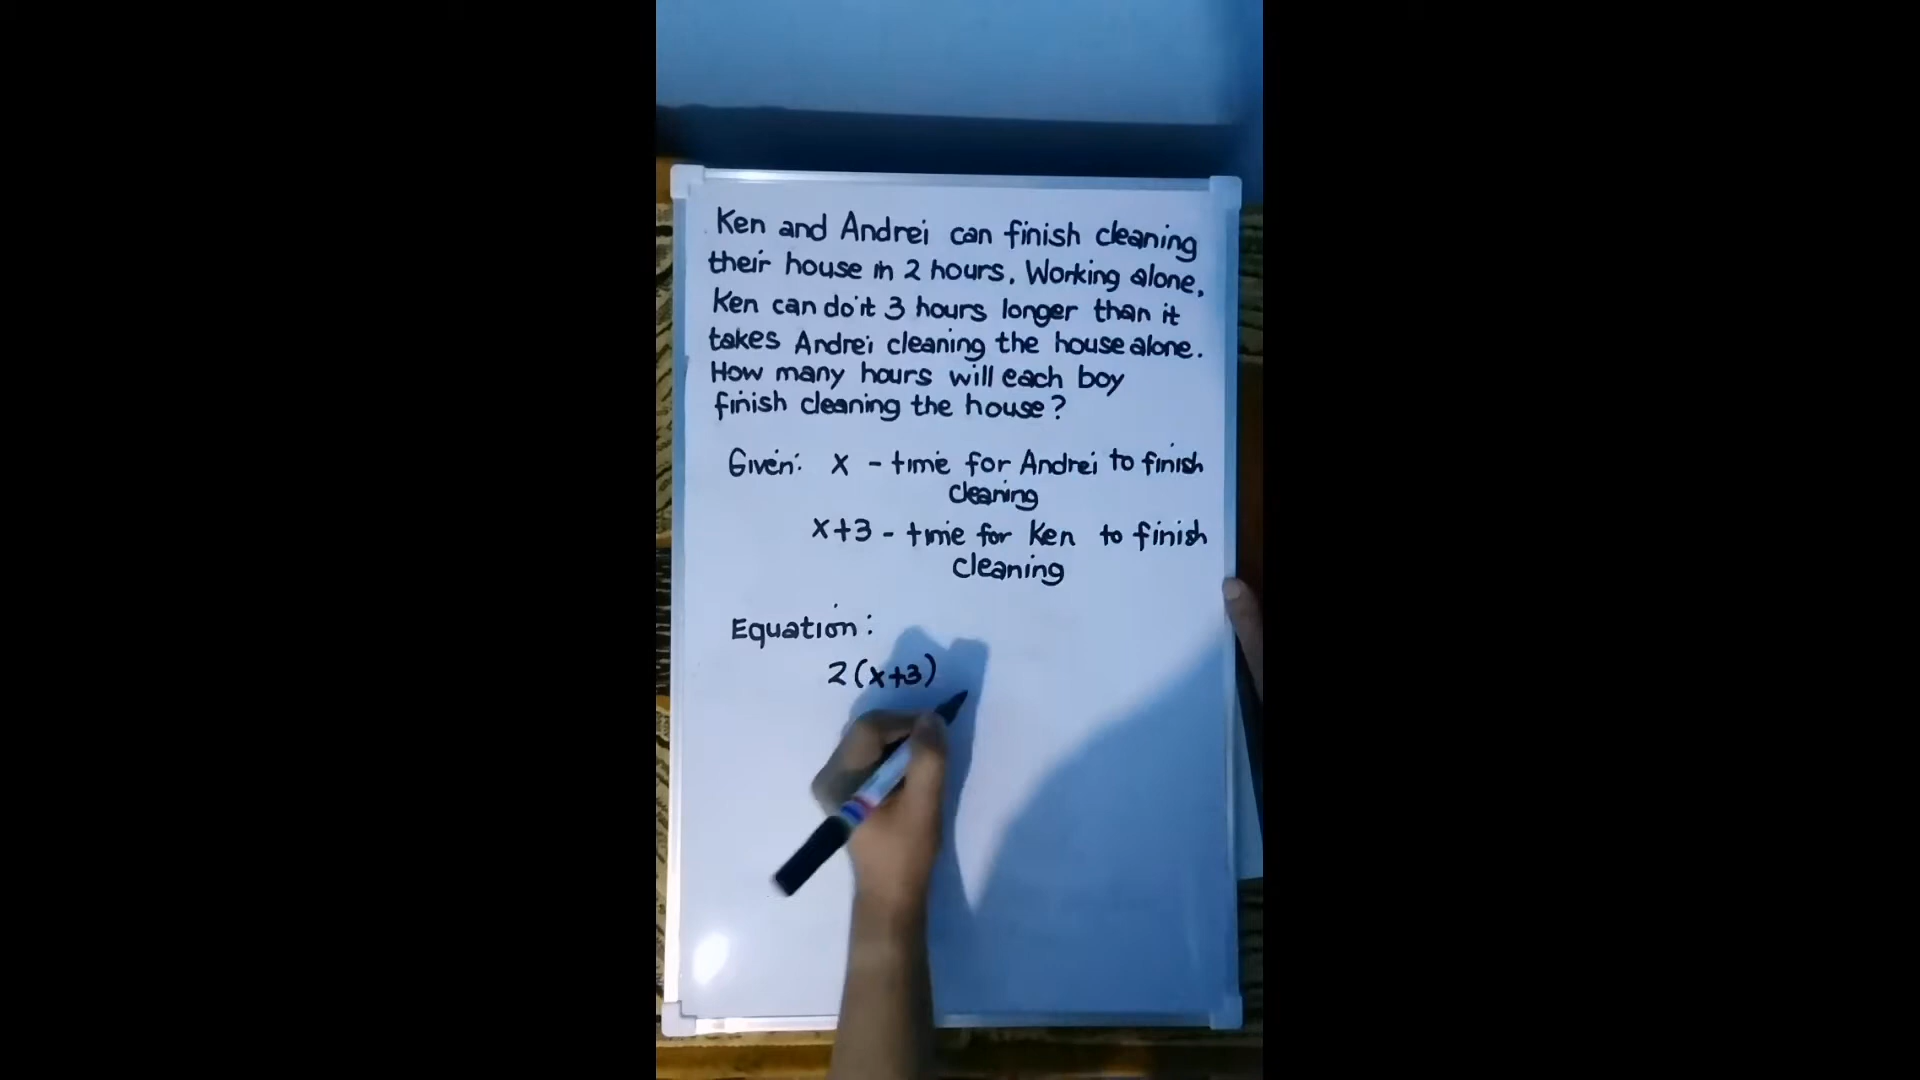 Ken and Andrei can finish cleaning
their house in 2 hours. Working alone,
Ken can do it 3 hours longer than it
takes Andrei cleaning the house alone.
How many hours will each boy
finish cleaning the house?
Given: x - time for Andrei to finish
cleaning
x+3 - time for Ken to finish
cleaning
Equation:
2(x+3)